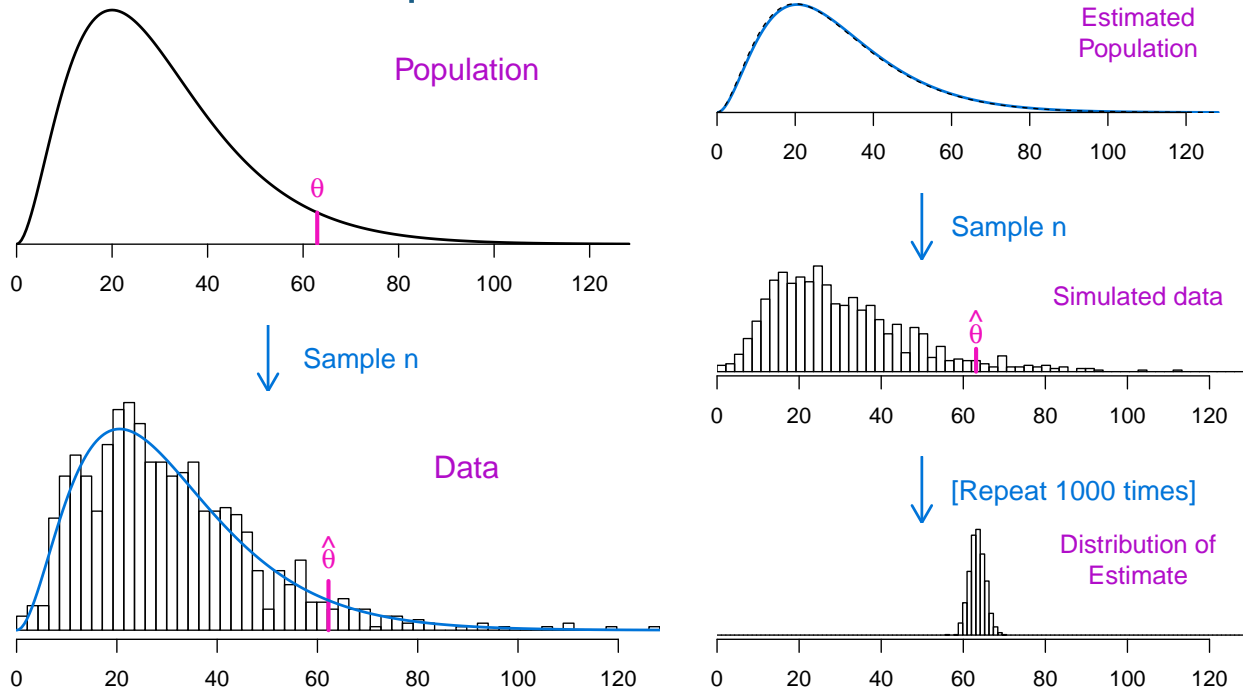 Population
θ
0 20 40 60 80 100 120
Sample n
Data
θ̂
0 20 40 60 80 100 120
Estimated
Population
0 20 40 60 80 100 120
Sample n
Simulated data
θ̂
0 20 40 60 80 100 120
[Repeat 1000 times]
Distribution of
Estimate
0 20 40 60 80 100 120